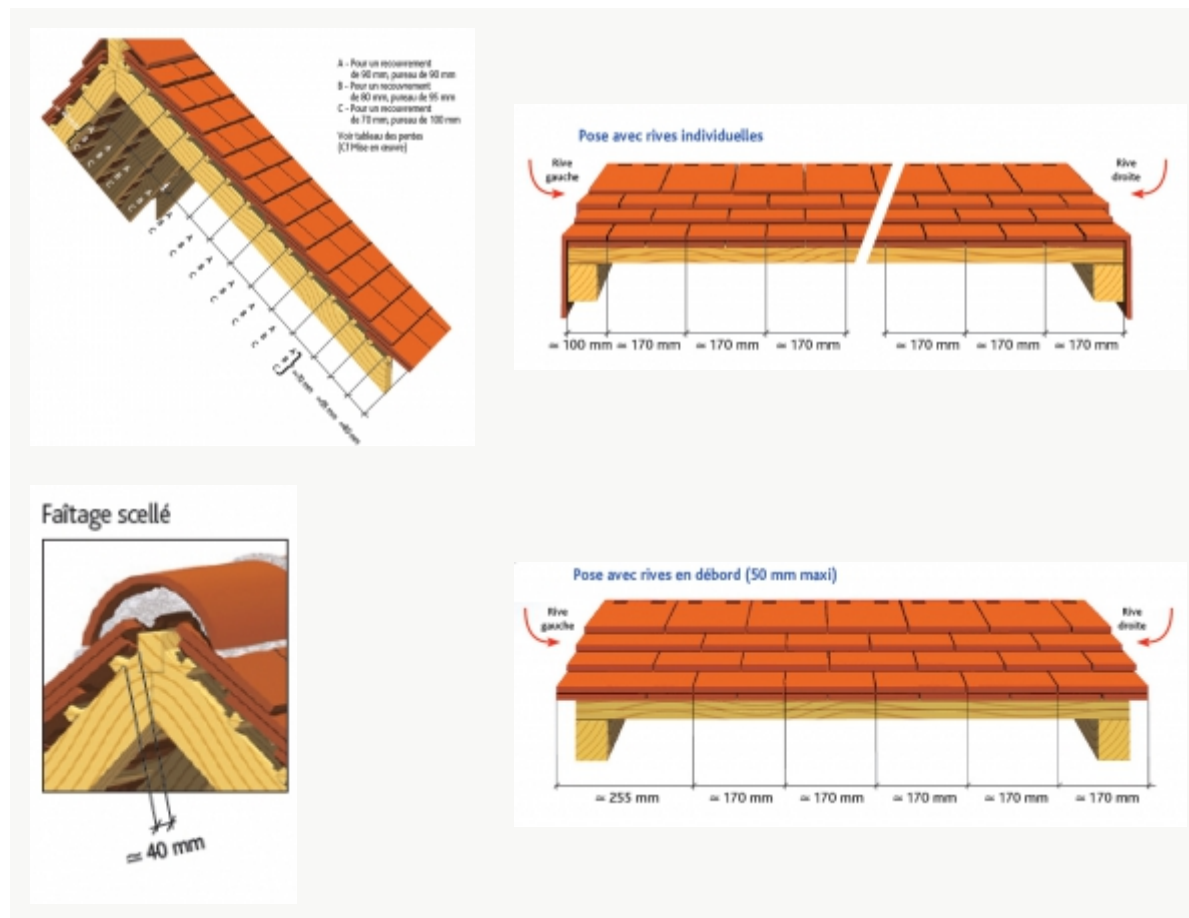 A - Pour un recouvrement
de 90 mm, pureau de 90 mm
B - Pour un recouvrement
de 80 mm, pureau de 95 mm
C - Pour un recouvrement
de 70 mm, pureau de 100 mm
Voir tableau des pentes
(C1 Mise en œuvre)
Pose avec rives individuelles
Rive
gauche
Rive
droite
≃ 100 mm ≃ 170 mm ≃ 170 mm ≃ 170 mm ≃ 170 mm ≃ 170 mm ≃ 170 mm
Faîtage scellé
≃ 40 mm
Pose avec rives en débord (50 mm maxi)
Rive
gauche
Rive
droite
≃ 255 mm ≃ 170 mm ≃ 170 mm ≃ 170 mm ≃ 170 mm ≃ 170 mm